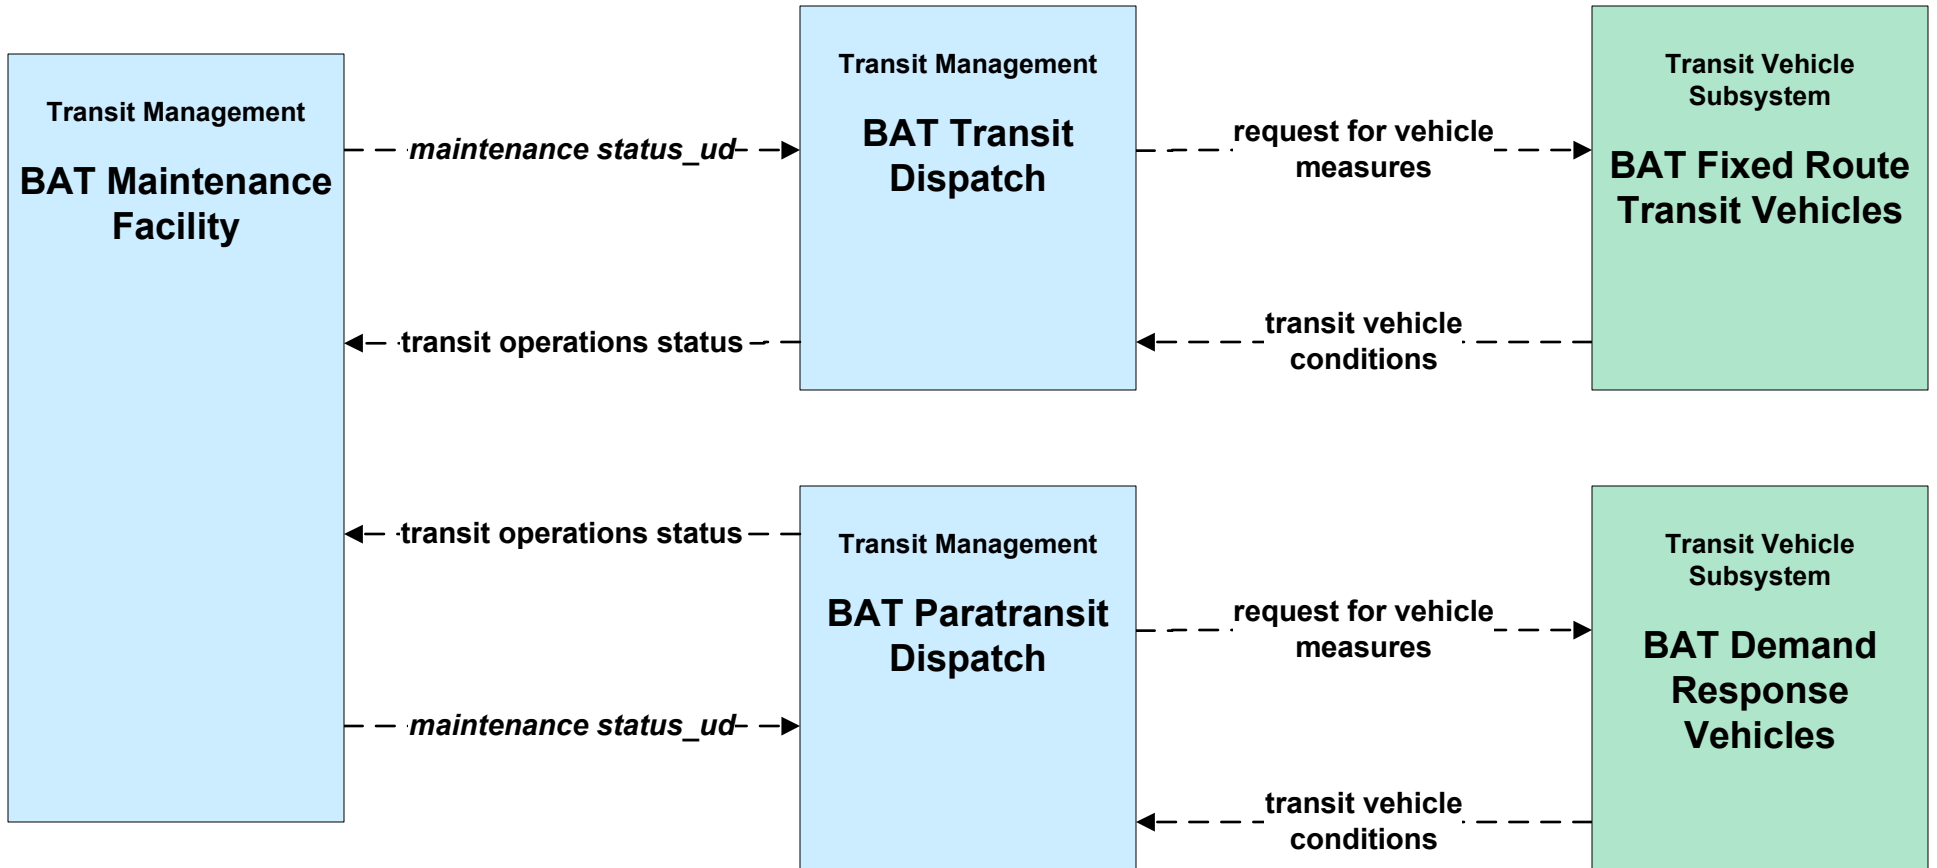 Transit Management
BAT Maintenance
Facility
maintenance status_ud
transit operations status
transit operations status
maintenance status_ud
Transit Management
BAT Transit
Dispatch
request for vehicle
measures
transit vehicle
conditions
Transit Vehicle
Subsystem
BAT Fixed Route
Transit Vehicles
Transit Management
BAT Paratransit
Dispatch
request for vehicle
measures
transit vehicle
conditions
Transit Vehicle
Subsystem
BAT Demand
Response
Vehicles